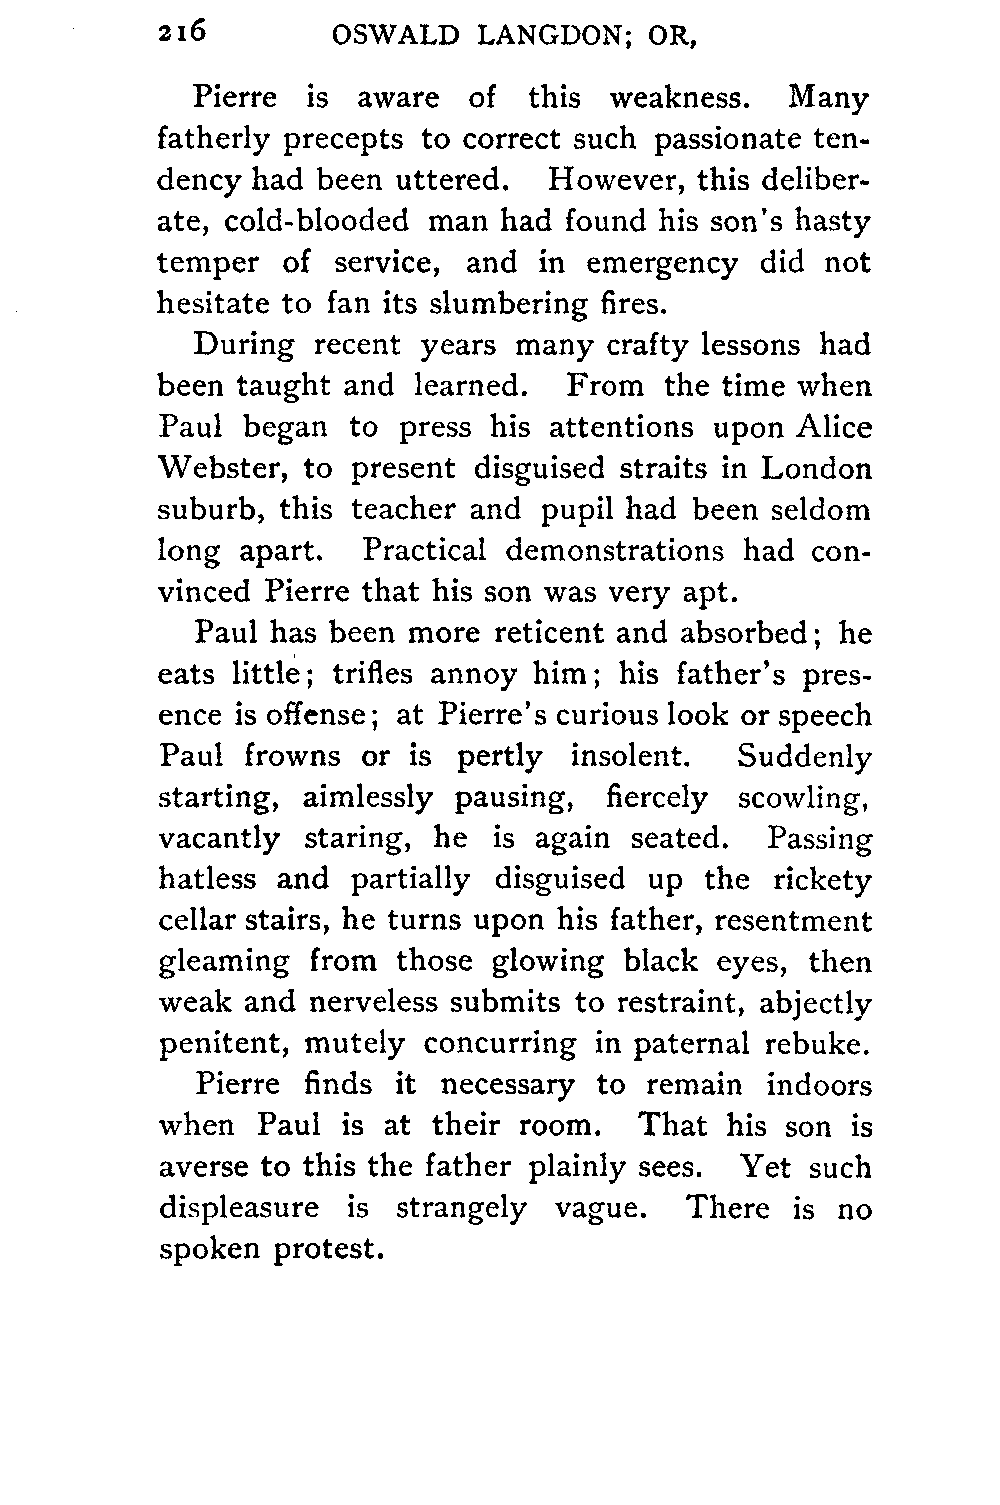 216 OSWALD LANGDON; OR,
Pierre is aware of this weakness. Many
fatherly precepts to correct such passionate ten-
dency had been uttered. However, this deliber-
ate, cold-blooded man had found his son's hasty
temper of service, and in emergency did not
hesitate to fan its slumbering fires.
During recent years many crafty lessons had
been taught and learned. From the time when
Paul began to press his attentions upon Alice
Webster, to present disguised straits in London
suburb, this teacher and pupil had been seldom
long apart. Practical demonstrations had con-
vinced Pierre that his son was very apt.
Paul has been more reticent and absorbed; he
eats little; trifles annoy him; his father's pres-
ence is offense; at Pierre's curious look or speech
Paul frowns or is pertly insolent. Suddenly
starting, aimlessly pausing, fiercely scowling,
vacantly staring, he is again seated. Passing
hatless and partially disguised up the rickety
cellar stairs, he turns upon his father, resentment
gleaming from those glowing black eyes, then
weak and nerveless submits to restraint, abjectly
penitent, mutely concurring in paternal rebuke.
Pierre finds it necessary to remain indoors
when Paul is at their room. That his son is
averse to this the father plainly sees. Yet such
displeasure is strangely vague. There is no
spoken protest.